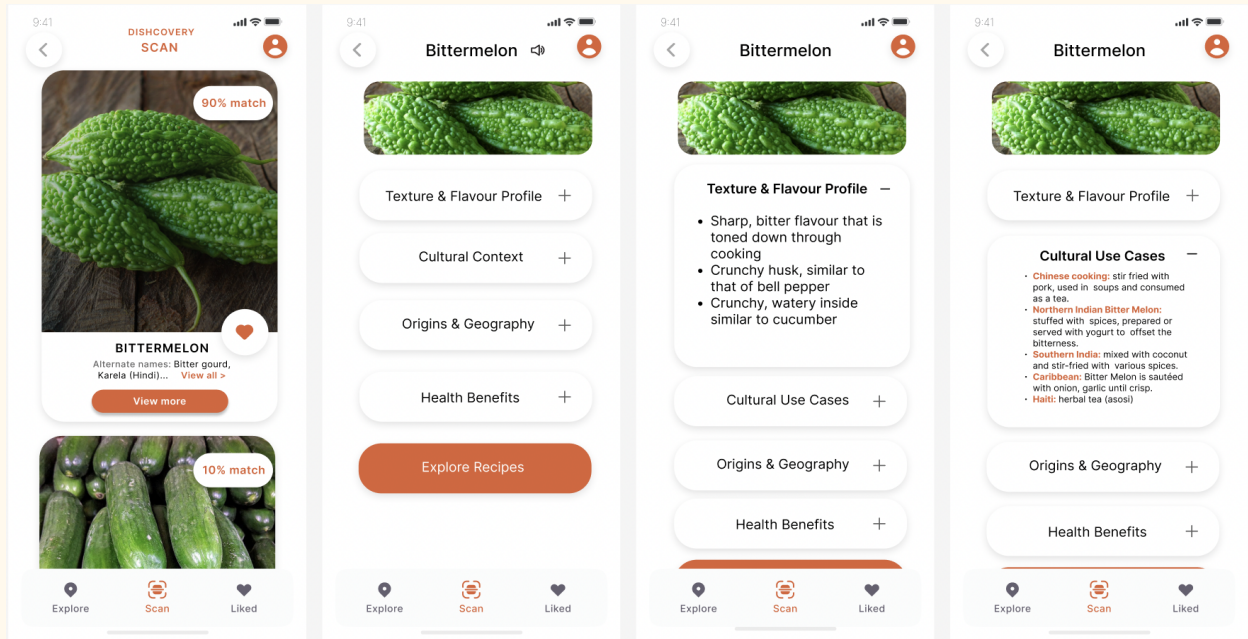 9:41
DISHCOVERY
SCAN
90% match
BITTERMELON
Alternate names: Bitter gourd,
Karela (Hindi)... View all >
View more
10% match
Explore
Scan
Liked
9:41
Bittermelon
Texture & Flavour Profile
Cultural Context
Origins & Geography
Health Benefits
Explore Recipes
Explore
Scan
Liked
9:41
Bittermelon
Texture & Flavour Profile
• Sharp, bitter flavour that is
toned down through
cooking
• Crunchy husk, similar to
that of bell pepper
• Crunchy, watery inside
similar to cucumber
Cultural Use Cases
Origins & Geography
Health Benefits
Explore
Scan
Liked
9:41
Bittermelon
Texture & Flavour Profile
Cultural Use Cases
• Chinese cooking: stir fried with
pork, used in soups and consumed
as a tea.
• Northern Indian Bitter Melon:
stuffed with spices, prepared or
served with yogurt to offset the
bitterness.
• Southern India: mixed with coconut
and stir-fried with various spices.
• Caribbean: Bitter Melon is sautéed
with onion, garlic until crisp.
• Haiti: herbal tea (asosi)
Origins & Geography
Health Benefits
Explore
Scan
Liked